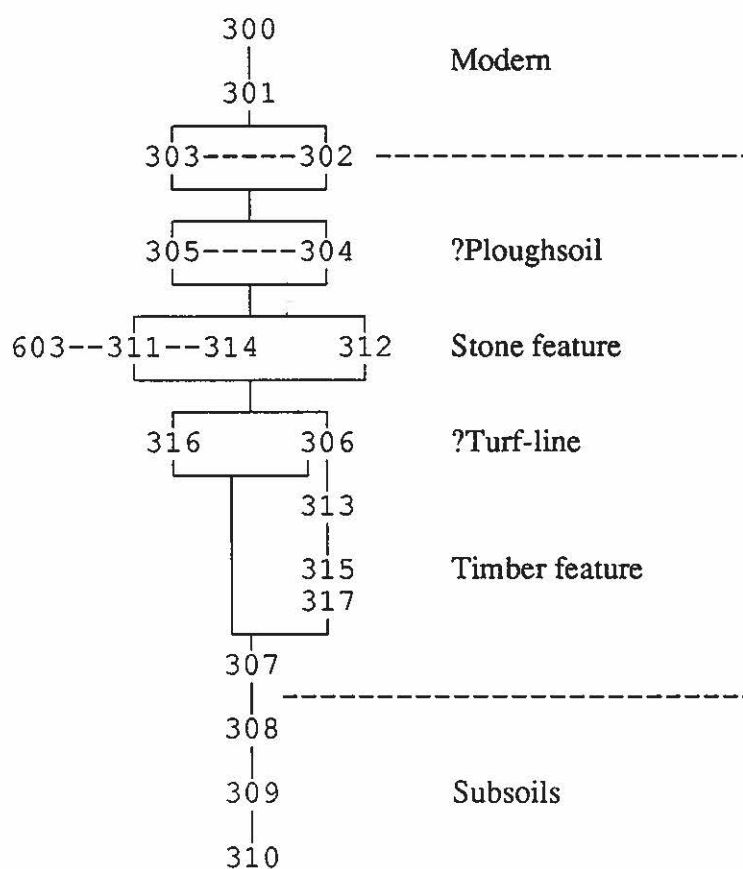 300
Modern
301
303------302
305------304 ?Ploughsoil
603--311--314 312 Stone feature
316 306 ?Turf-line
313
315 Timber feature
317
307
308
309 Subsoils
310